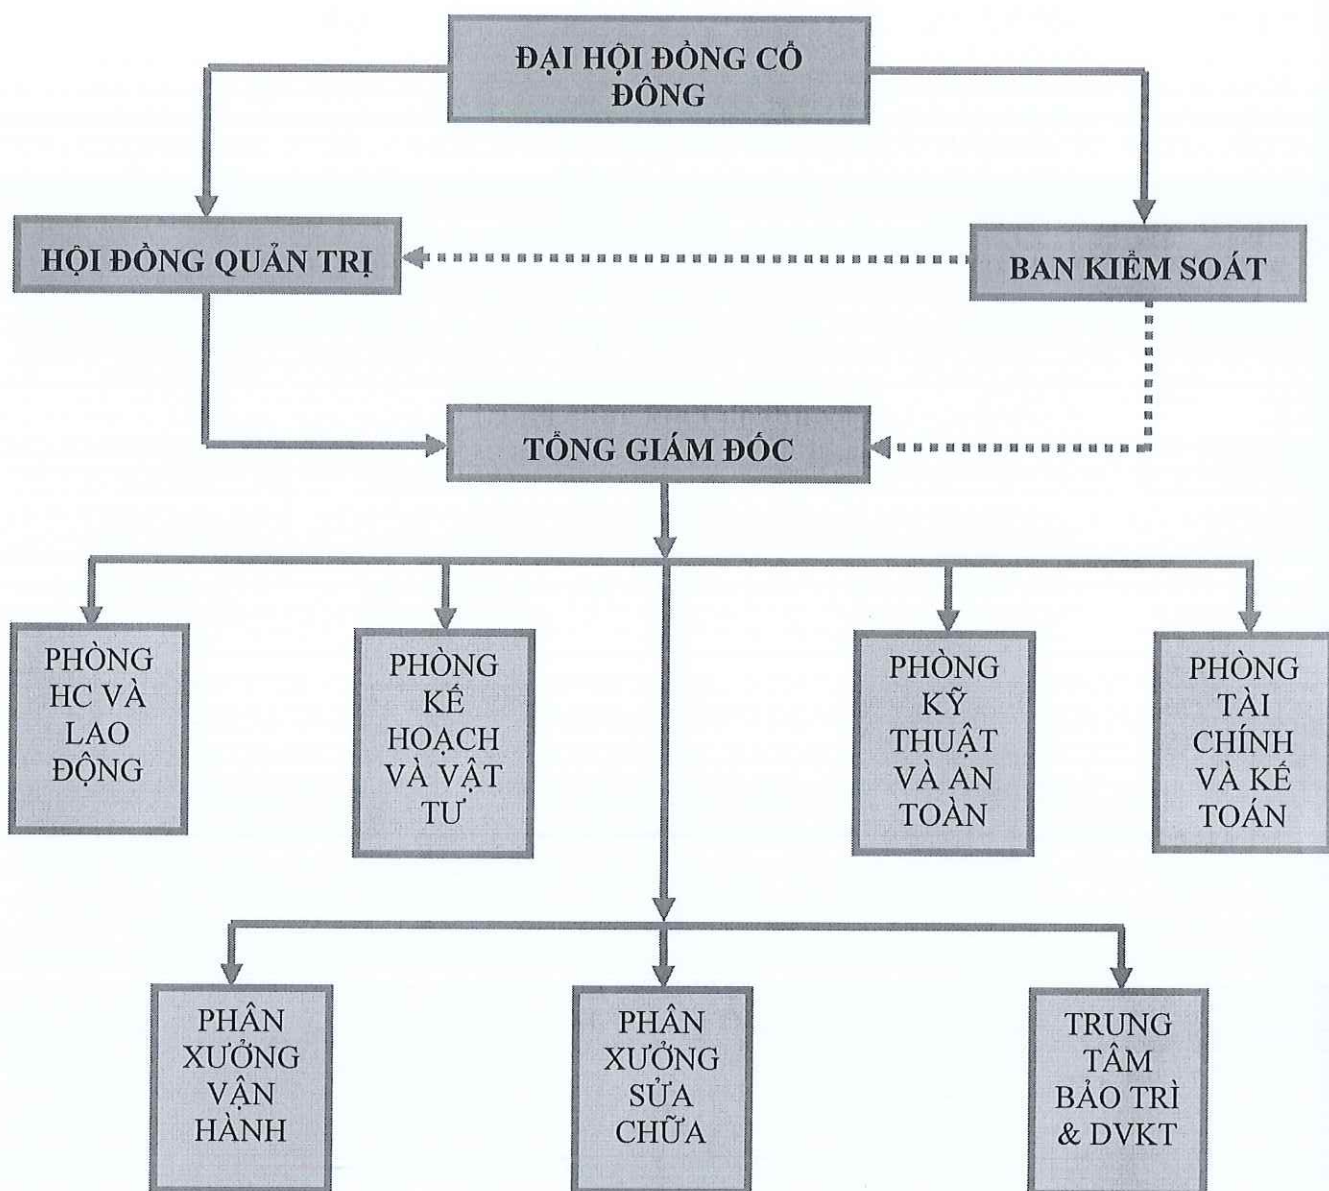 ĐẠI HỘI ĐỒNG CỔ
ĐÔNG
HỘI ĐỒNG QUẢN TRỊ
BAN KIỂM SOÁT
TỔNG GIÁM ĐỐC
PHÒNG
HC VÀ
LAO
ĐỘNG
PHÒNG
KẾ
HOẠCH
VÀ VẬT
TƯ
PHÒNG
KỸ
THUẬT
VÀ AN
TOÀN
PHÒNG
TÀI
CHÍNH
VÀ KẾ
TOÁN
PHÂN
XƯỞNG
VẬN
HÀNH
PHÂN
XƯỞNG
SỬA
CHỮA
TRUNG
TÂM
BẢO TRÌ
& DVKT